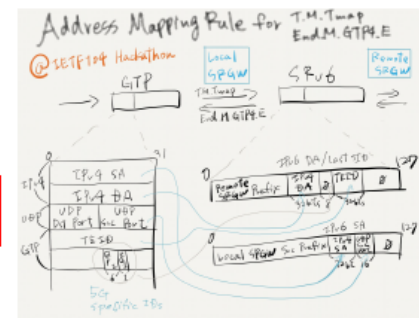 Address Mapping Rule for T.M.Tmap
End.M.GTP4.E
@IETF104 Hackathon
Local
SRGW
Remote
SRGW
GTP
SRv6
T.M.Tmap
End.M.GTP4.E
0
31
IPv6 DA/Last SID
127
IPv4
IPv4 SA
Remote
SRGW Prefix
IPv4
DA
TEID
0
IPv4 DA
32bits
UDP
UDP
Dst Port
UDP
Src Port
0
IPv6 SA
127
GTP
TEID
Local SRGW Src Prefix
IPv4
SA
0
16
5G
specific IDs